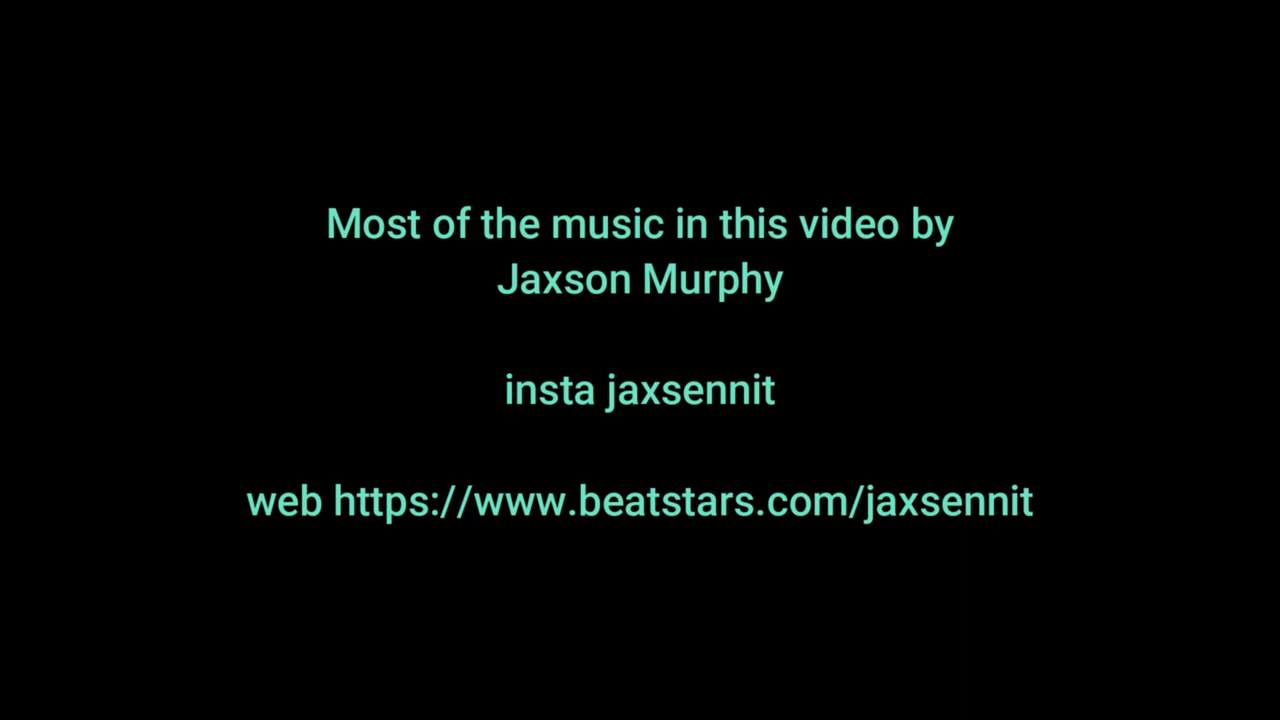 Most of the music in this video by
Jaxson Murphy
insta jaxsennit
web https://www.beatstars.com/jaxsennit